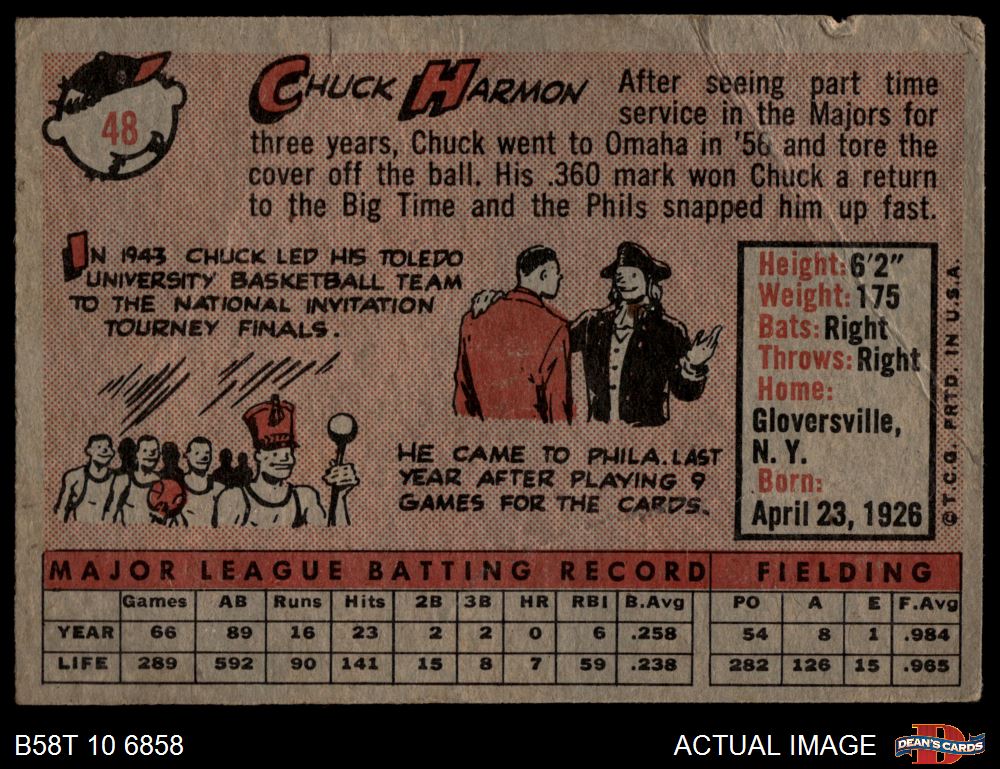 48
CHUCK HARMON
After seeing part time
service in the Majors for
three years, Chuck went to Omaha in '56 and tore the
cover off the ball. His .360 mark won Chuck a return
to the Big Time and the Phils snapped him up fast.
IN 1943 CHUCK LED HIS TOLEDO
UNIVERSITY BASKETBALL TEAM
TO THE NATIONAL INVITATION
TOURNEY FINALS.
HE CAME TO PHILA. LAST
YEAR AFTER PLAYING 9
GAMES FOR THE CARDS.
Height: 6'2"
Weight: 175
Bats: Right
Throws: Right
Home:
Gloversville,
N. Y.
Born:
April 23, 1926
© T.C.G. PRTD. IN U.S.A.
MAJOR LEAGUE BATTING RECORD FIELDING
Games AB Runs Hits 2B 3B HR RBI B.Avg PO A E F.Avg
YEAR 66 89 16 23 2 2 0 6 .258 54 8 1 .984
LIFE 289 592 90 141 15 8 7 59 .238 282 126 15 .965
B58T 10 6858
ACTUAL IMAGE
D
DEAN'S CARDS